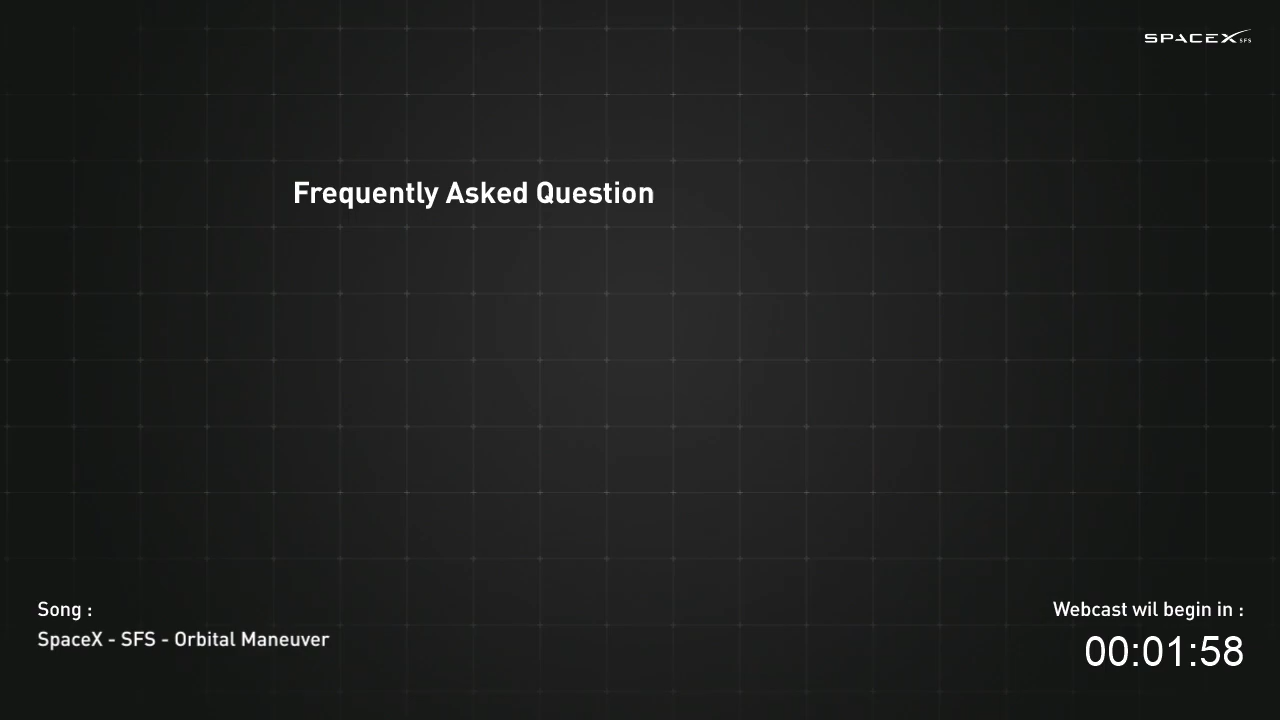 SPACEX SFS
Frequently Asked Question
Song :
SpaceX - SFS - Orbital Maneuver
Webcast wil begin in :
00:01:58